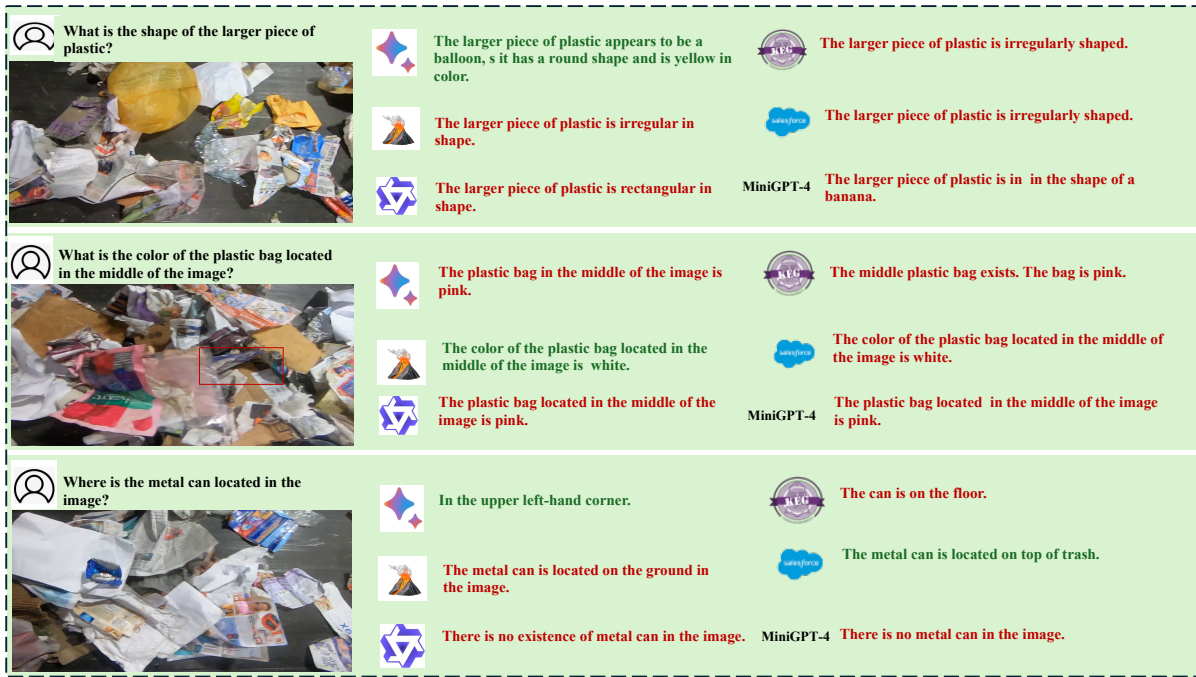 What is the shape of the larger piece of
plastic?
The larger piece of plastic appears to be a
balloon, s it has a round shape and is yellow in
color.
KEG
The larger piece of plastic is irregularly shaped.
The larger piece of plastic is irregular in
shape.
salesforce
The larger piece of plastic is irregularly shaped.
The larger piece of plastic is rectangular in
shape.
MiniGPT-4
The larger piece of plastic is in in the shape of a
banana.
What is the color of the plastic bag located
in the middle of the image?
The plastic bag in the middle of the image is
pink.
KEG
The middle plastic bag exists. The bag is pink.
The color of the plastic bag located in the
middle of the image is white.
salesforce
The color of the plastic bag located in the middle of
the image is white.
The plastic bag located in the middle of the
image is pink.
MiniGPT-4
The plastic bag located in the middle of the image
is pink.
Where is the metal can located in the
image?
In the upper left-hand corner.
KEG
The can is on the floor.
The metal can is located on the ground in
the image.
salesforce
The metal can is located on top of trash.
There is no existence of metal can in the image.
MiniGPT-4
There is no metal can in the image.